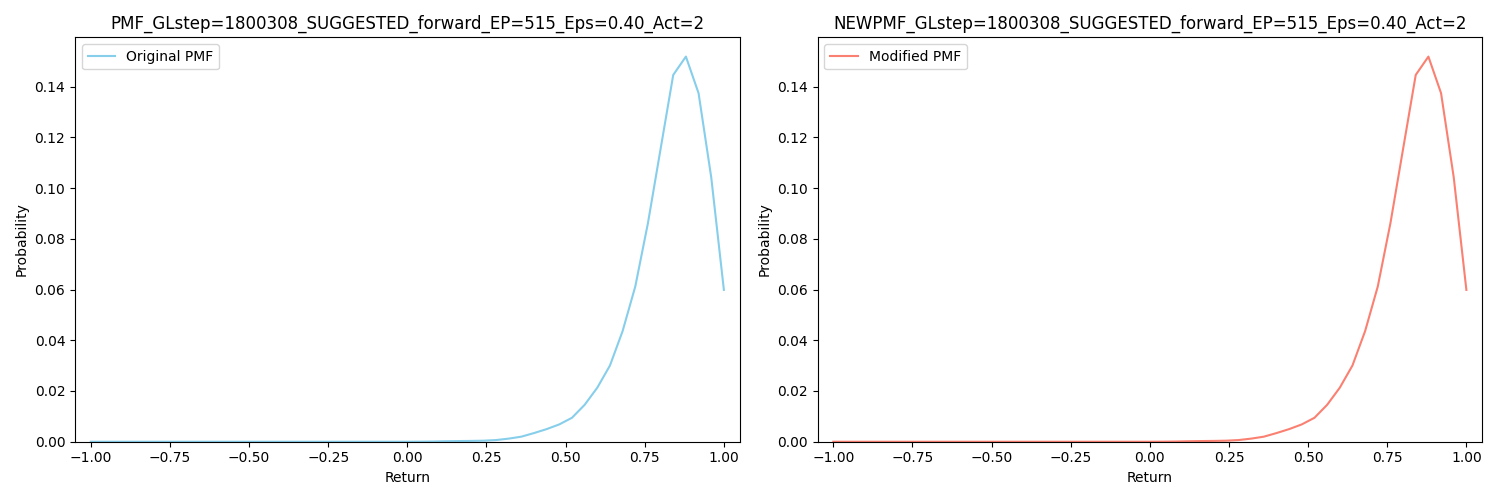 PMF_GLstep=1800308_SUGGESTED_forward_EP=515_Eps=0.40_Act=2
Original PMF
Probability
0.14
0.12
0.10
0.08
0.06
0.04
0.02
0.00
−1.00 −0.75 −0.50 −0.25 0.00 0.25 0.50 0.75 1.00
Return
NEWPMF_GLstep=1800308_SUGGESTED_forward_EP=515_Eps=0.40_Act=2
Modified PMF
Probability
0.14
0.12
0.10
0.08
0.06
0.04
0.02
0.00
−1.00 −0.75 −0.50 −0.25 0.00 0.25 0.50 0.75 1.00
Return